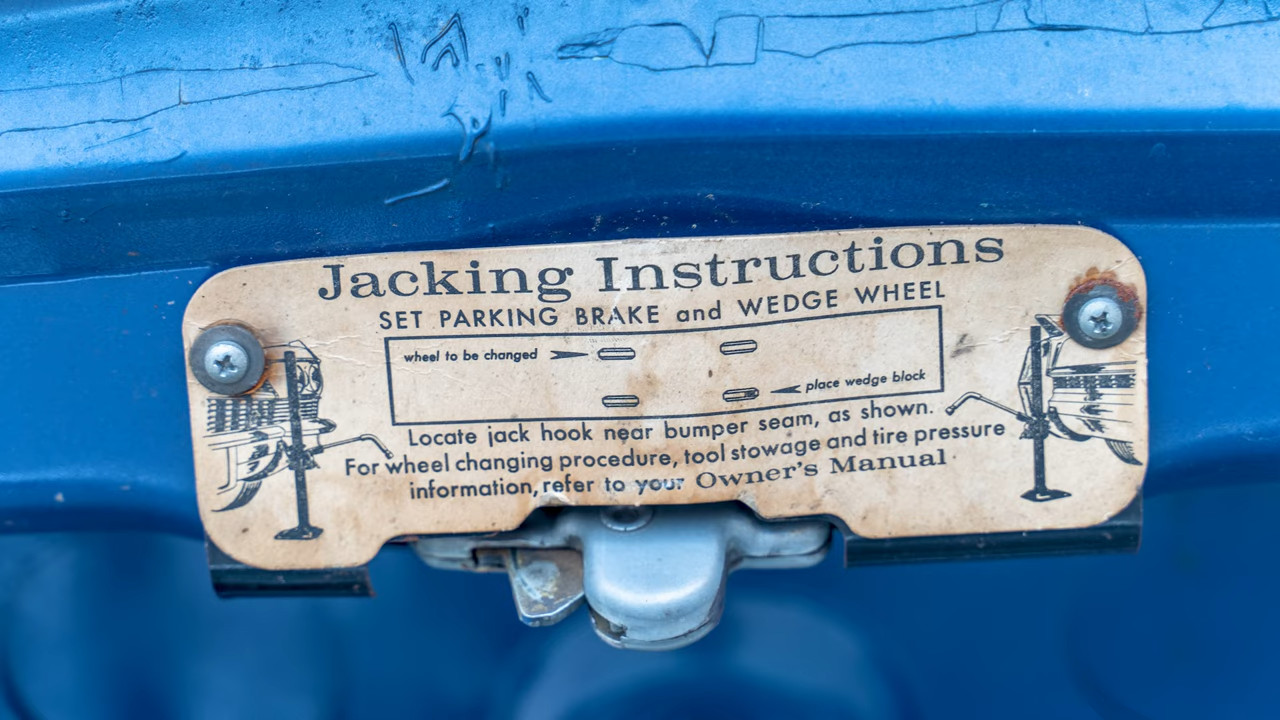 Jacking Instructions
SET PARKING BRAKE and WEDGE WHEEL
wheel to be changed
place wedge block
Locate jack hook near bumper seam, as shown.
For wheel changing procedure, tool stowage and tire pressure
information, refer to your Owner's Manual